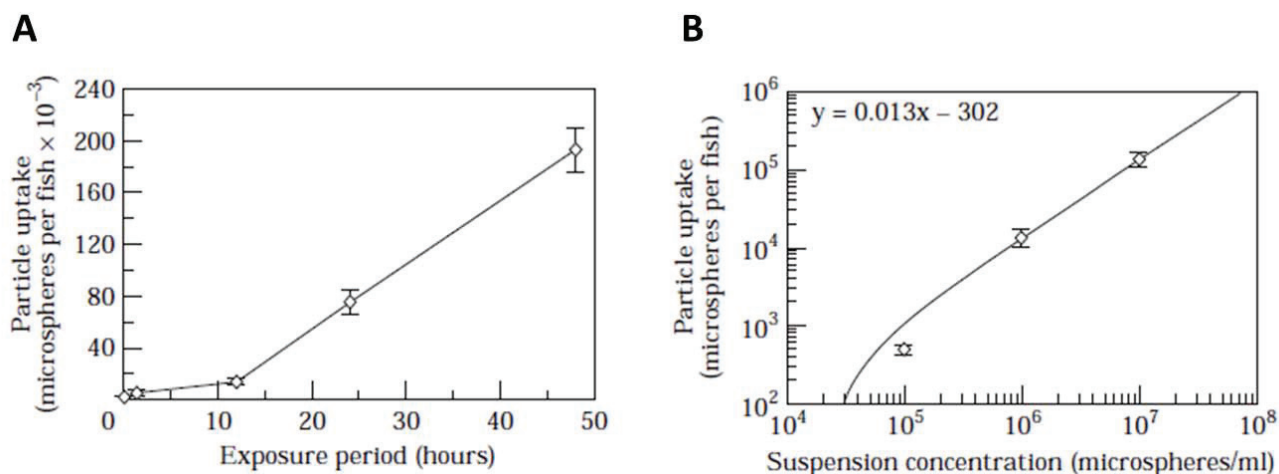 A
B
Particle uptake
(microspheres per fish × 10⁻³)
240
200
160
120
80
40
0
10
20
30
40
50
Exposure period (hours)
Particle uptake
(microspheres per fish)
y = 0.013x – 302
10⁶
10⁵
10⁴
10³
10²
10⁴
10⁵
10⁶
10⁷
10⁸
Suspension concentration (microspheres/ml)